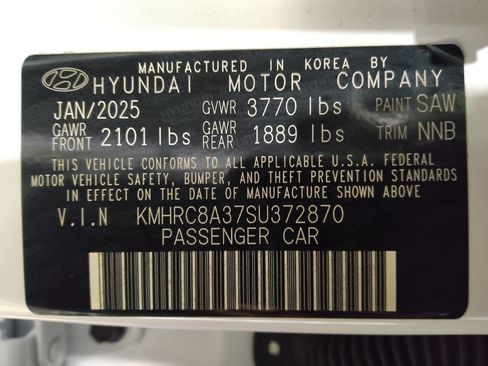 MANUFACTURED IN KOREA BY
HYUNDAI MOTOR COMPANY
JAN/2025 GVWR 3770 lbs PAINT SAW
GAWR FRONT 2101 lbs GAWR REAR 1889 lbs TRIM NNB
THIS VEHICLE CONFORMS TO ALL APPLICABLE U.S.A. FEDERAL
MOTOR VEHICLE SAFETY, BUMPER, AND THEFT PREVENTION STANDARDS
IN EFFECT ON THE DATE OF MANUFACTURE SHOWN ABOVE.
V.I.N KMHRC8A37SU372870
PASSENGER CAR